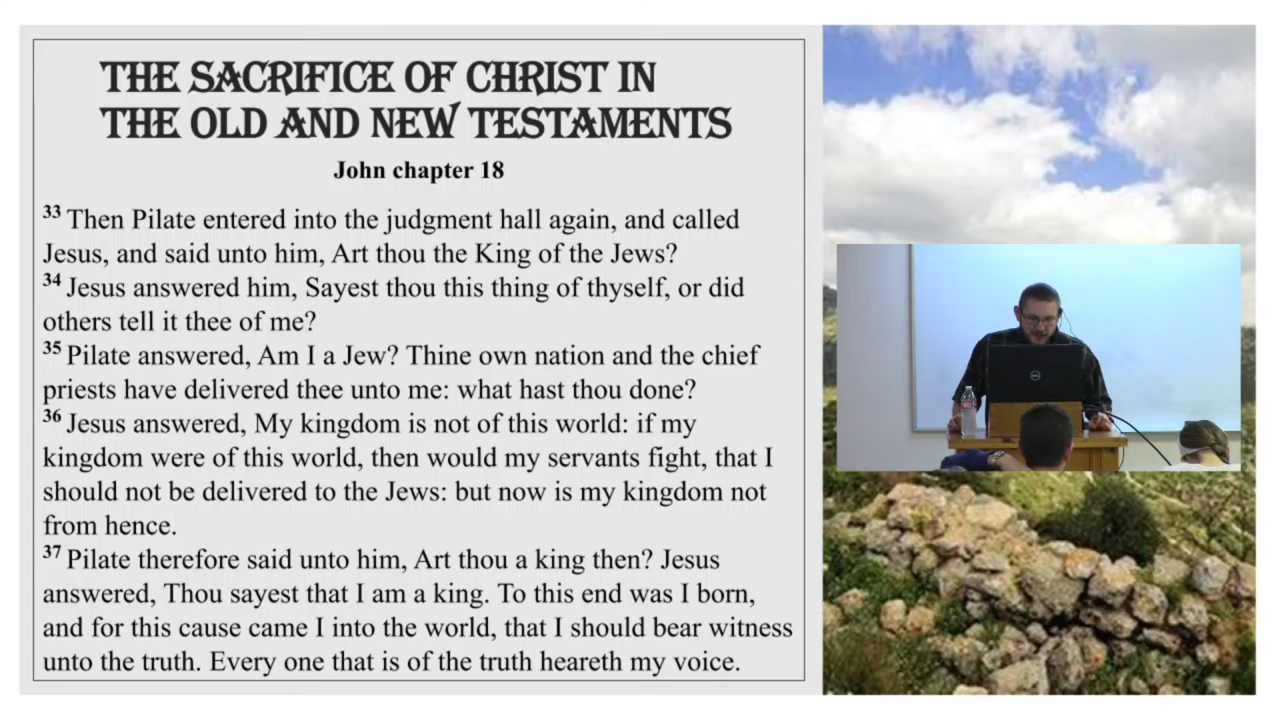 THE SACRIFICE OF CHRIST IN
THE OLD AND NEW TESTAMENTS
John chapter 18
33 Then Pilate entered into the judgment hall again, and called
Jesus, and said unto him, Art thou the King of the Jews?
34 Jesus answered him, Sayest thou this thing of thyself, or did
others tell it thee of me?
35 Pilate answered, Am I a Jew? Thine own nation and the chief
priests have delivered thee unto me: what hast thou done?
36 Jesus answered, My kingdom is not of this world: if my
kingdom were of this world, then would my servants fight, that I
should not be delivered to the Jews: but now is my kingdom not
from hence.
37 Pilate therefore said unto him, Art thou a king then? Jesus
answered, Thou sayest that I am a king. To this end was I born,
and for this cause came I into the world, that I should bear witness
unto the truth. Every one that is of the truth heareth my voice.